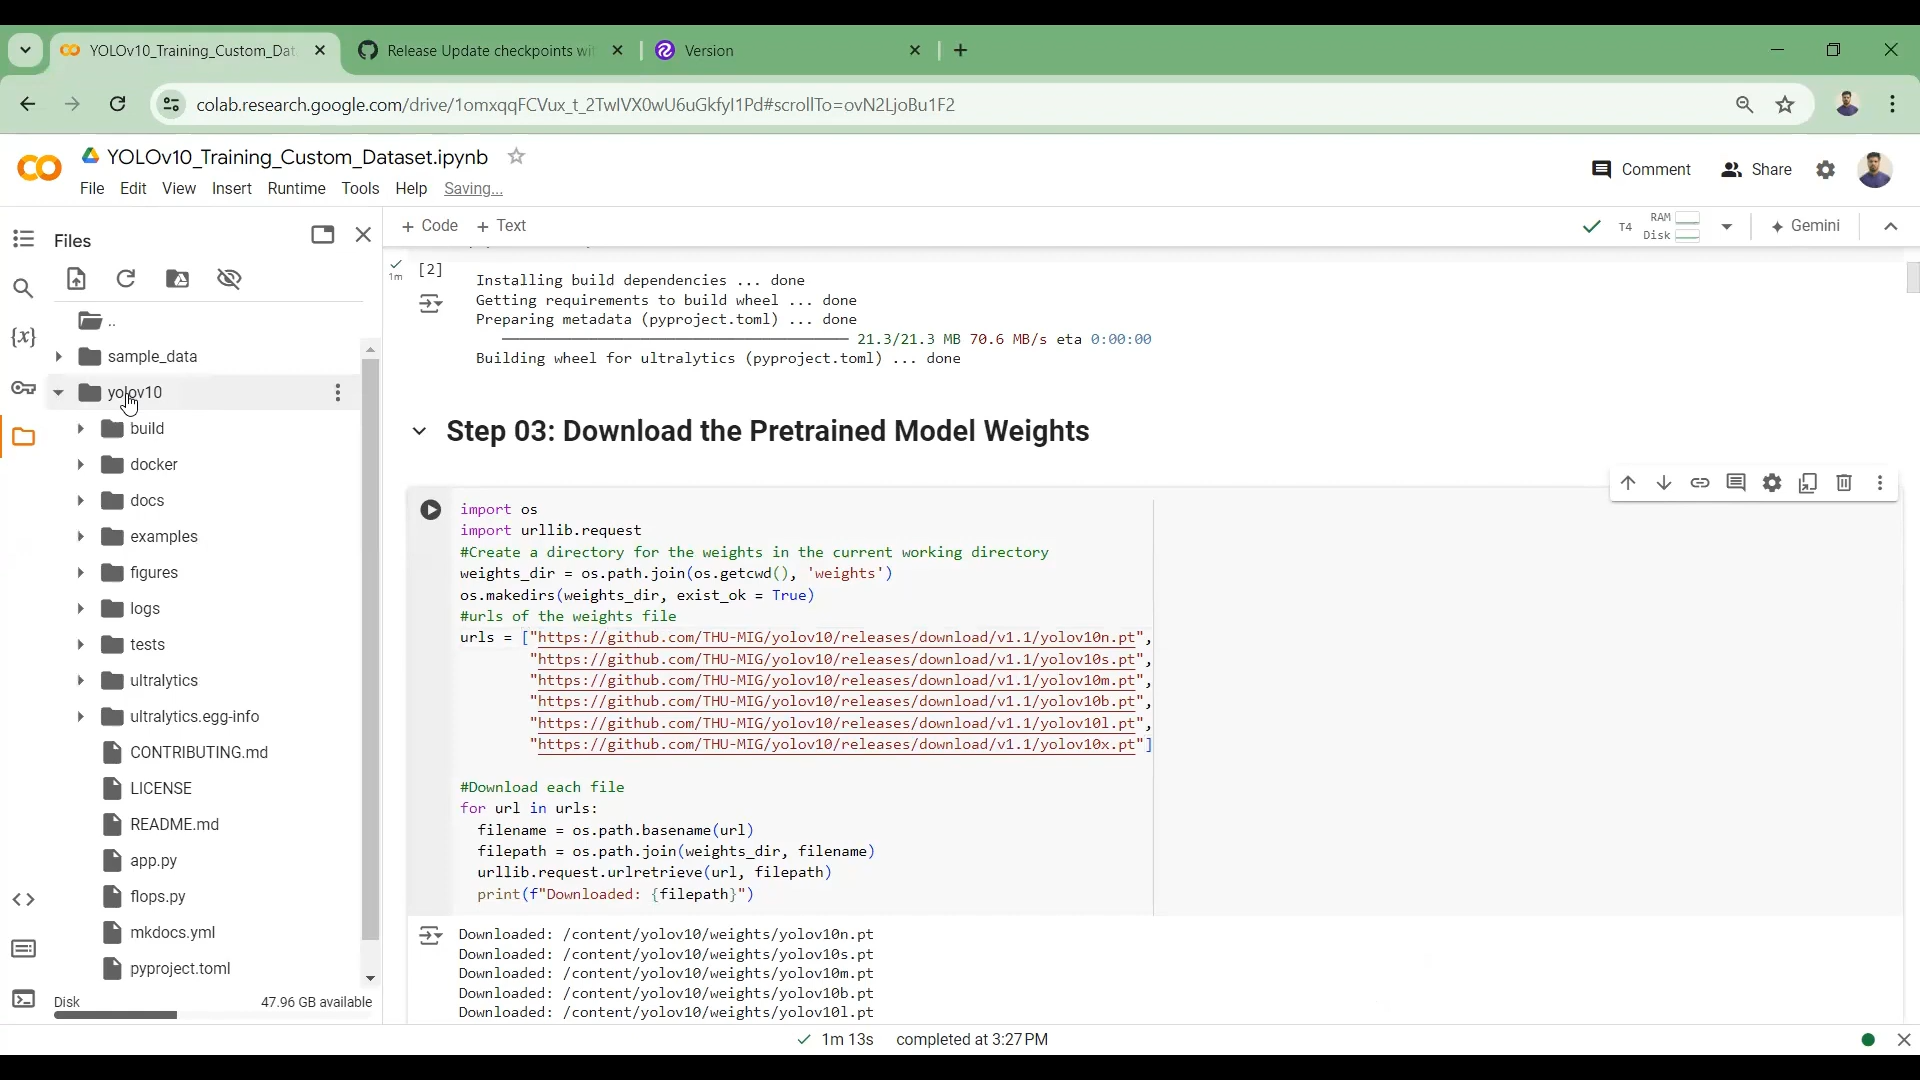 YOLOv10_Training_Custom_Dat
Release Update checkpoints wi
Version
colab.research.google.com/drive/1omxqqFCVux_t_2TwlVX0wU6uGkfyI1Pd#scrollTo=ovN2LjoBu1F2
CO
YOLOv10_Training_Custom_Dataset.ipynb
File Edit View Insert Runtime Tools Help Saving...
Comment Share
Files
+ Code + Text
T4 RAM
Disk
Gemini
..
sample_data
yolov10
build
docker
docs
examples
figures
logs
tests
ultralytics
ultralytics.egg-info
CONTRIBUTING.md
LICENSE
README.md
app.py
flops.py
mkdocs.yml
pyproject.toml
Disk 47.96 GB available
1m
[2]
Installing build dependencies ... done
Getting requirements to build wheel ... done
Preparing metadata (pyproject.toml) ... done
21.3/21.3 MB 70.6 MB/s eta 0:00:00
Building wheel for ultralytics (pyproject.toml) ... done
Step 03: Download the Pretrained Model Weights
import os
import urllib.request
#Create a directory for the weights in the current working directory
weights_dir = os.path.join(os.getcwd(), 'weights')
os.makedirs(weights_dir, exist_ok = True)
#urls of the weights file
urls = ["https://github.com/THU-MIG/yolov10/releases/download/v1.1/yolov10n.pt",
"https://github.com/THU-MIG/yolov10/releases/download/v1.1/yolov10s.pt",
"https://github.com/THU-MIG/yolov10/releases/download/v1.1/yolov10m.pt",
"https://github.com/THU-MIG/yolov10/releases/download/v1.1/yolov10b.pt",
"https://github.com/THU-MIG/yolov10/releases/download/v1.1/yolov10l.pt",
"https://github.com/THU-MIG/yolov10/releases/download/v1.1/yolov10x.pt"]
#Download each file
for url in urls:
filename = os.path.basename(url)
filepath = os.path.join(weights_dir, filename)
urllib.request.urlretrieve(url, filepath)
print(f"Downloaded: {filepath}")
Downloaded: /content/yolov10/weights/yolov10n.pt
Downloaded: /content/yolov10/weights/yolov10s.pt
Downloaded: /content/yolov10/weights/yolov10m.pt
Downloaded: /content/yolov10/weights/yolov10b.pt
Downloaded: /content/yolov10/weights/yolov10l.pt
1m 13s completed at 3:27 PM